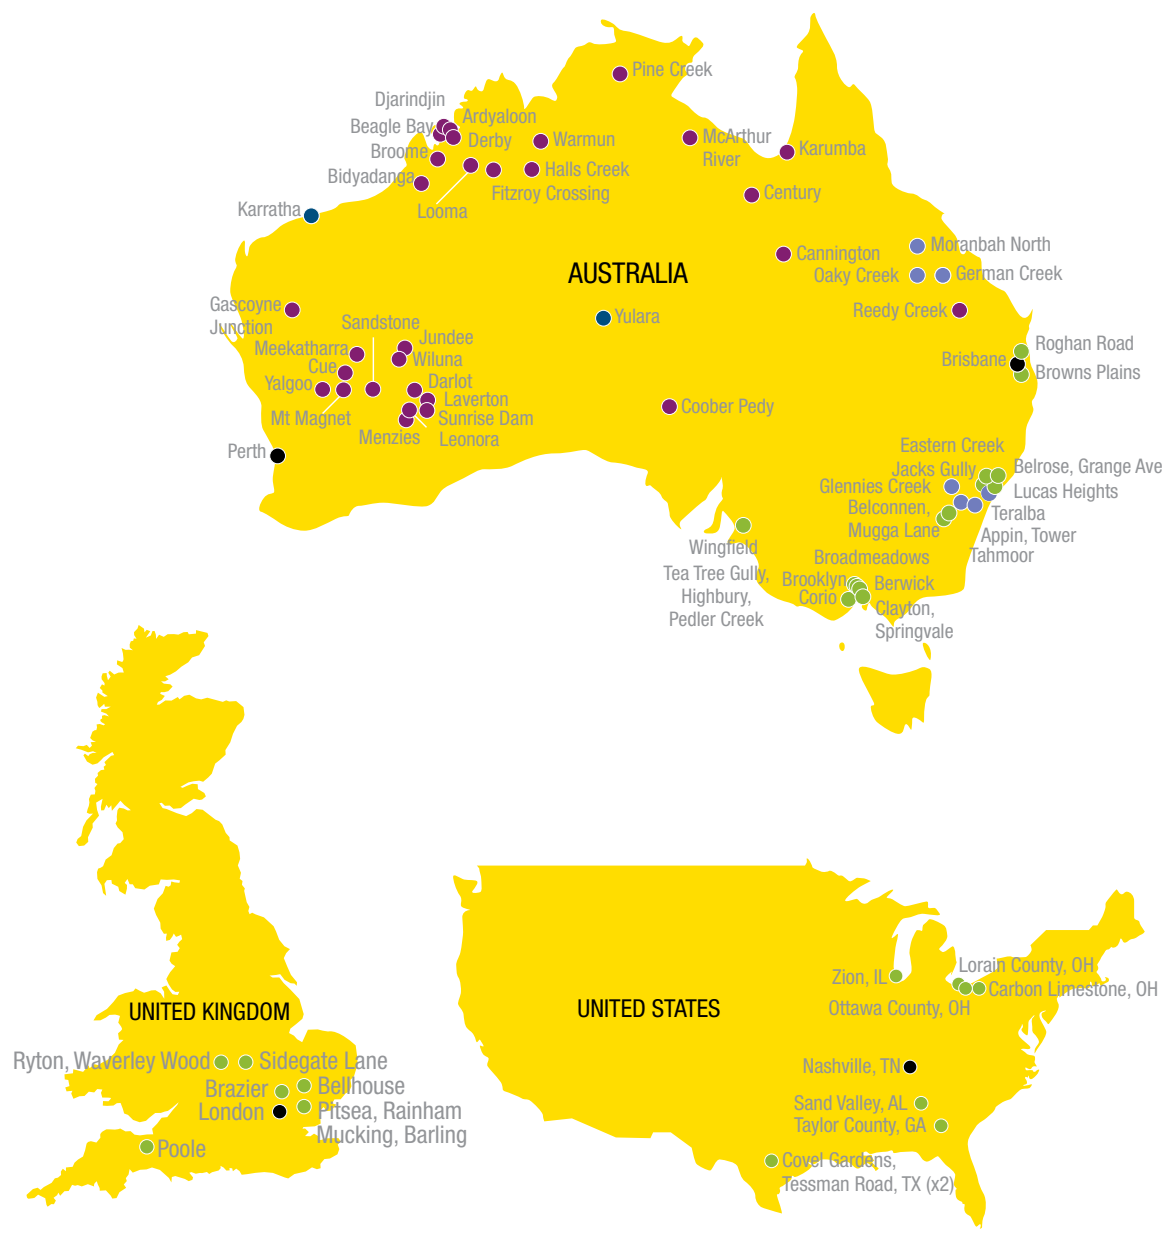 Pine Creek
Djarindjin
Beagle Bay
Ardyaloon
Derby
Broome
Bidyadanga
Warmun
Halls Creek
Fitzroy Crossing
Looma
McArthur
River
Karumba
Century
Karratha
Cannington
Moranbah North
Oaky Creek
German Creek
AUSTRALIA
Reedy Creek
Gascoyne
Junction
Yulara
Sandstone
Jundee
Meekatharra
Wiluna
Cue
Yalgoo
Darlot
Laverton
Mt Magnet
Sunrise Dam
Menzies
Leonora
Roghan Road
Brisbane
Browns Plains
Coober Pedy
Perth
Eastern Creek
Jacks Gully
Belrose, Grange Ave
Glennies Creek
Lucas Heights
Belconnen,
Mugga Lane
Teralba
Appin, Tower
Tahmoor
Wingfield
Tea Tree Gully,
Highbury,
Pedler Creek
Broadmeadows
Brooklyn
Berwick
Corio
Clayton,
Springvale
UNITED KINGDOM
Ryton, Waverley Wood
Sidegate Lane
Brazier
Bellhouse
London
Pitsea, Rainham
Mucking, Barling
Poole
UNITED STATES
Zion, IL
Lorain County, OH
Carbon Limestone, OH
Ottawa County, OH
Nashville, TN
Sand Valley, AL
Taylor County, GA
Covel Gardens,
Tessman Road, TX (x2)